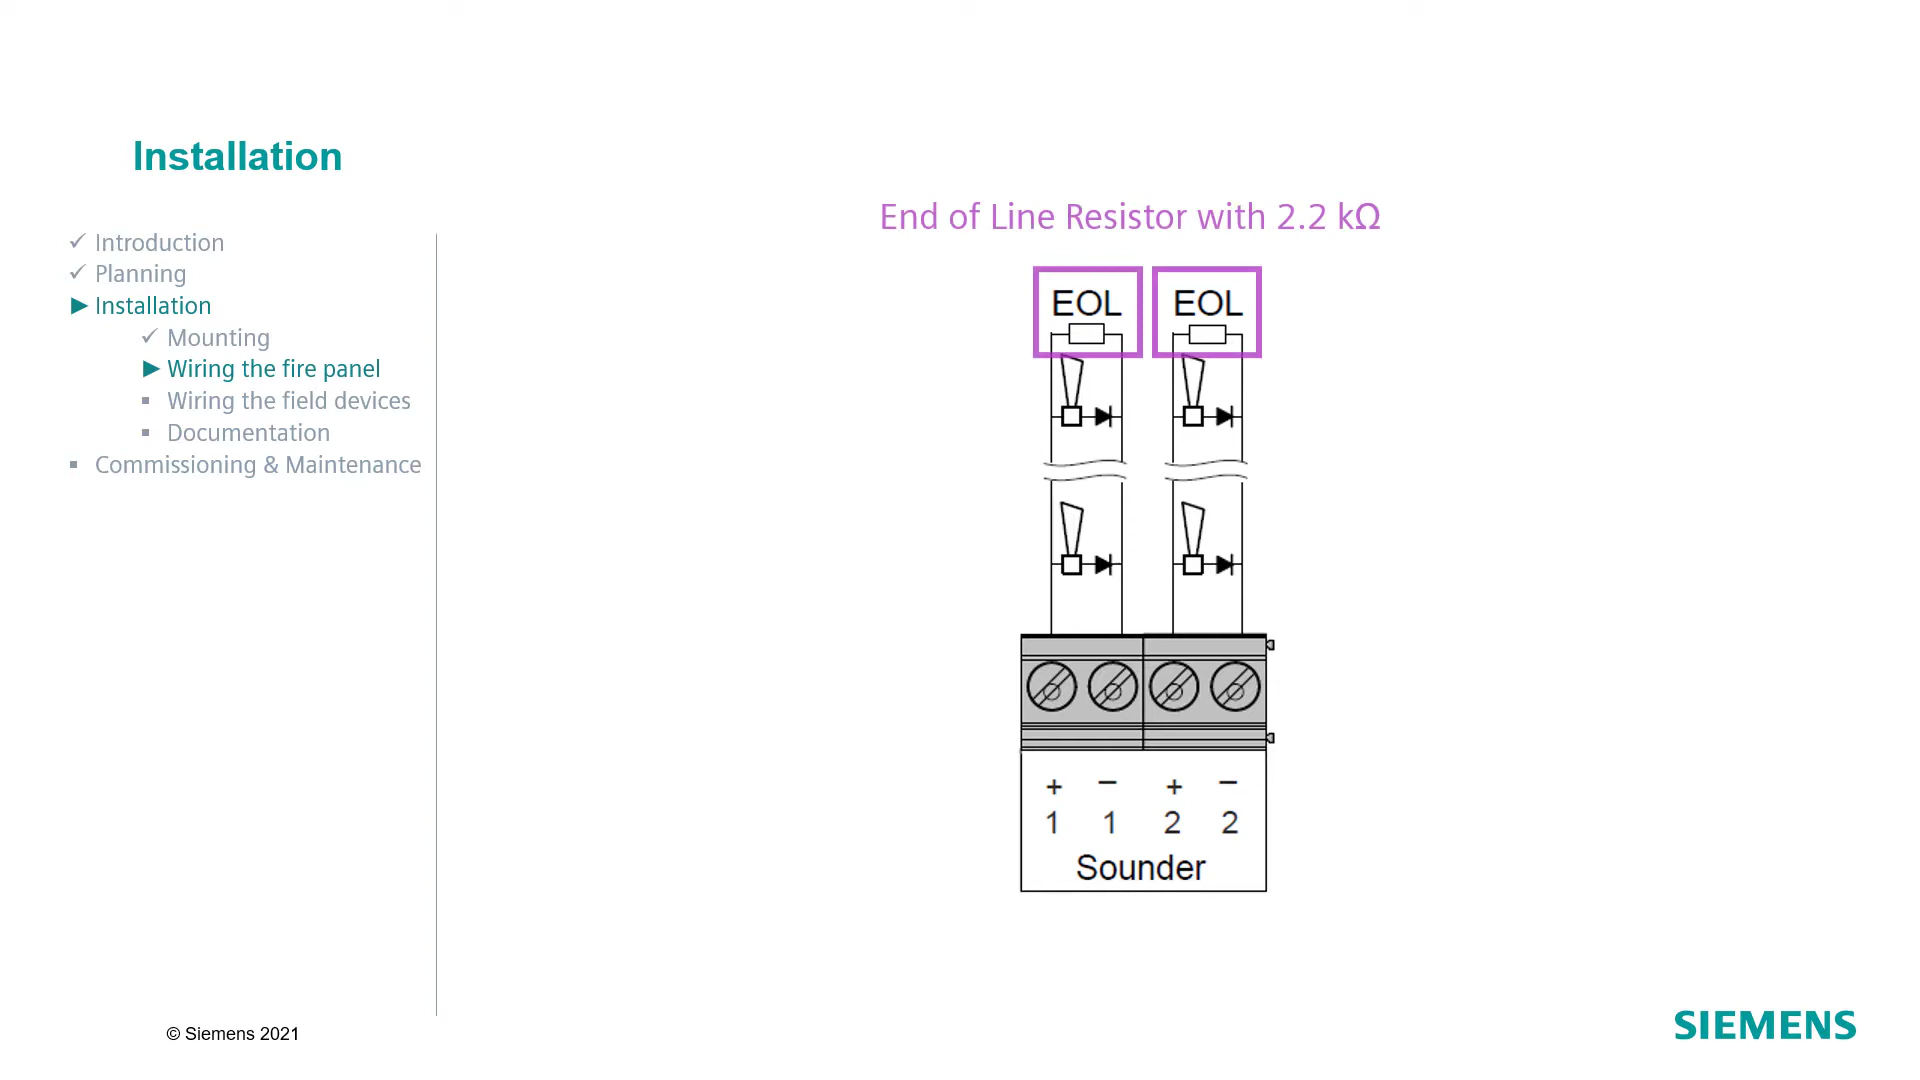 Installation
✓ Introduction
✓ Planning
▶ Installation
✓ Mounting
▶ Wiring the fire panel
▪ Wiring the field devices
▪ Documentation
▪ Commissioning & Maintenance
End of Line Resistor with 2.2 kΩ
EOL EOL
+ − + −
1 1 2 2
Sounder
© Siemens 2021
SIEMENS